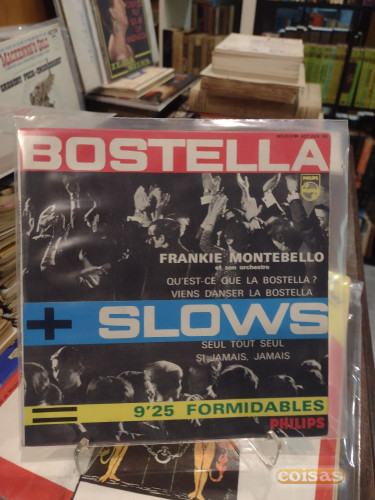 BOSTELLA
PHILIPS
FRANKIE MONTEBELLO
et son orchestre
QU'EST-CE QUE LA BOSTELLA ?
VIENS DANSER LA BOSTELLA
+ SLOWS
SEUL TOUT SEUL
SI JAMAIS, JAMAIS
= 9'25 FORMIDABLES
PHILIPS
coisas